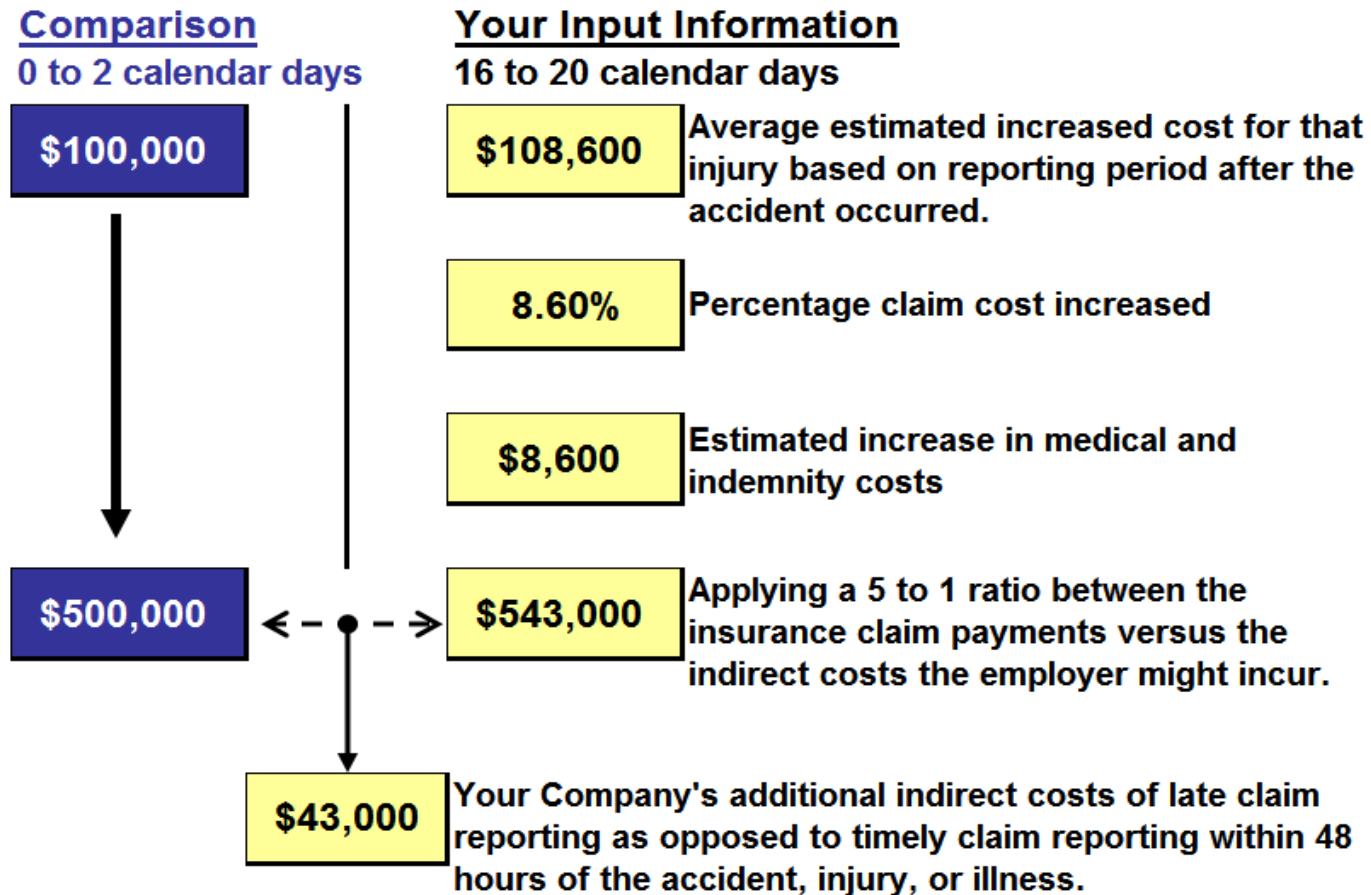 Comparison
0 to 2 calendar days
Your Input Information
16 to 20 calendar days
$100,000
$108,600
Average estimated increased cost for that
injury based on reporting period after the
accident occurred.
8.60%
Percentage claim cost increased
$8,600
Estimated increase in medical and
indemnity costs
$500,000
$543,000
Applying a 5 to 1 ratio between the
insurance claim payments versus the
indirect costs the employer might incur.
$43,000
Your Company's additional indirect costs of late claim
reporting as opposed to timely claim reporting within 48
hours of the accident, injury, or illness.